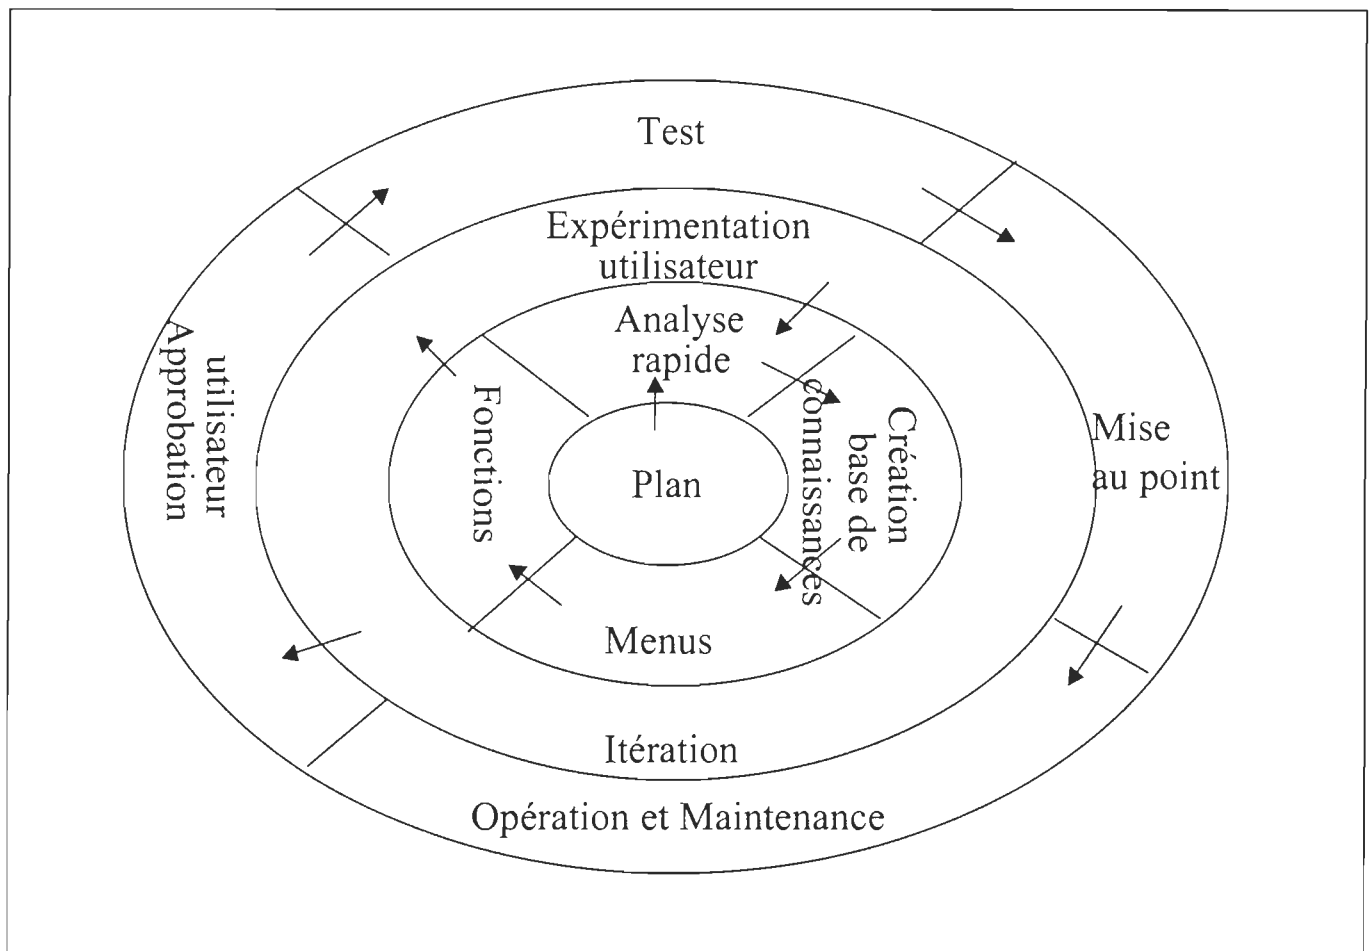 Test
Expérimentation
utilisateur
Analyse
rapide
utilisateur
Approbation
Fonctions
Plan
Création
base de
connaissances
Mise
au point
Menus
Itération
Opération et Maintenance